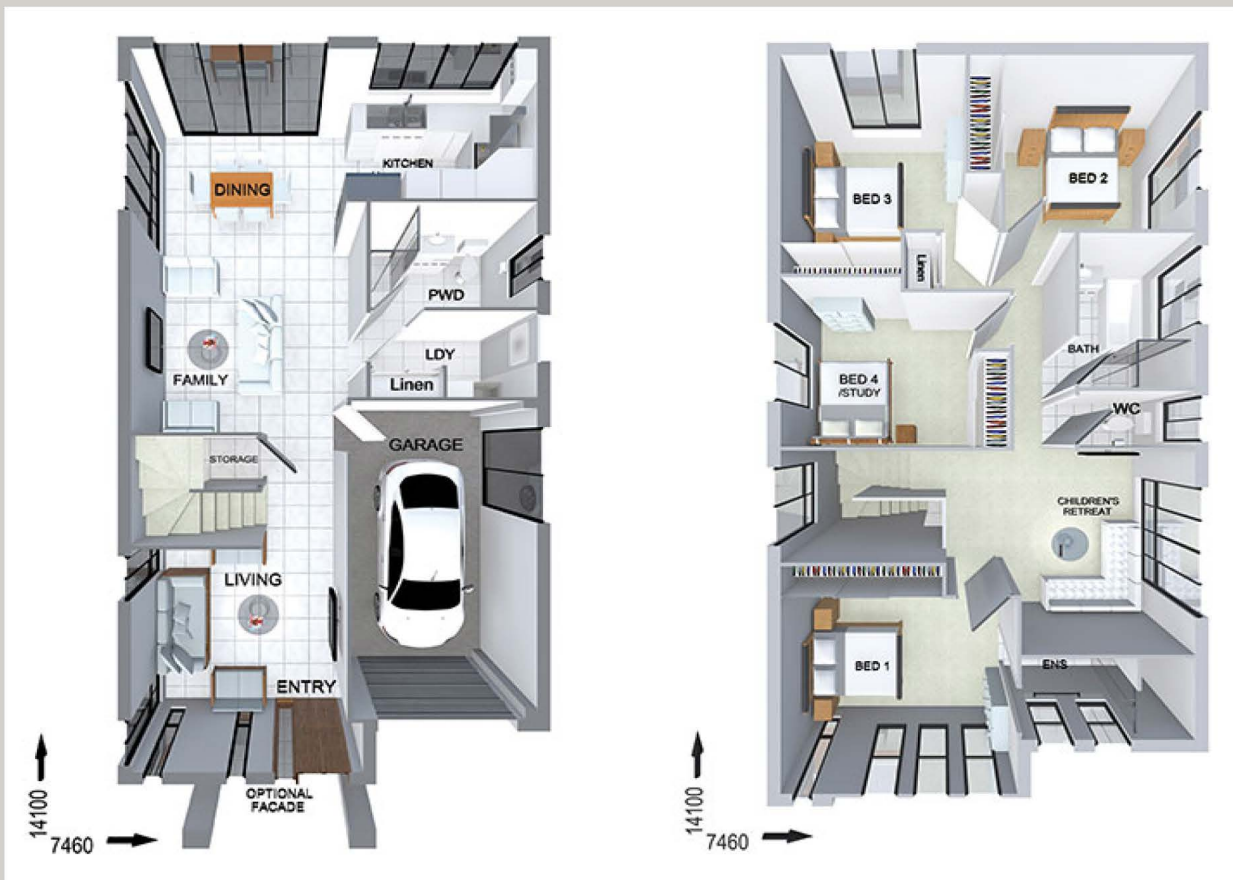 KITCHEN
DINING
PWD
LDY
Linen
FAMILY
GARAGE
STORAGE
LIVING
ENTRY
OPTIONAL
FACADE
14100
7460
BED 2
BED 3
Linen
BATH
BED 4
/STUDY
WC
CHILDREN'S
RETREAT
BED 1
ENS
14100
7460